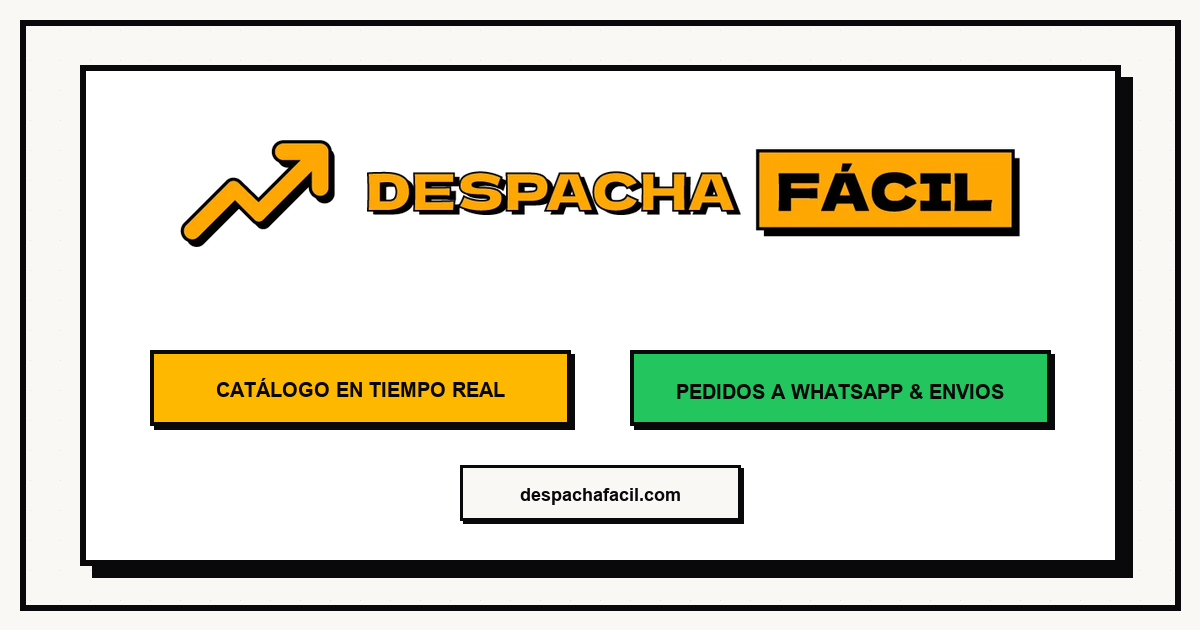 DESPACHA FÁCIL
CATÁLOGO EN TIEMPO REAL
PEDIDOS A WHATSAPP & ENVIOS
despachafacil.com